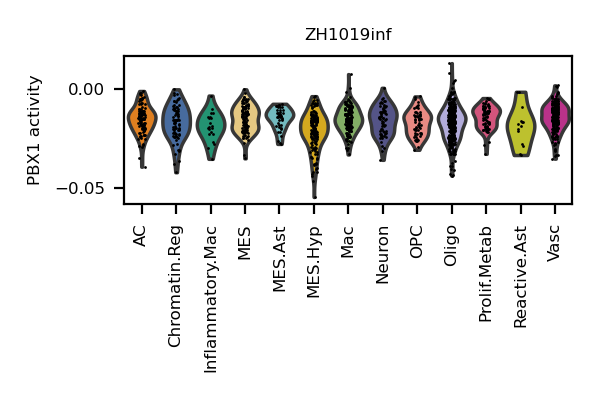 ZH1019inf
PBX1 activity
0.00
−0.05
AC
Chromatin.Reg
Inflammatory.Mac
MES
MES.Ast
MES.Hyp
Mac
Neuron
OPC
Oligo
Prolif.Metab
Reactive.Ast
Vasc